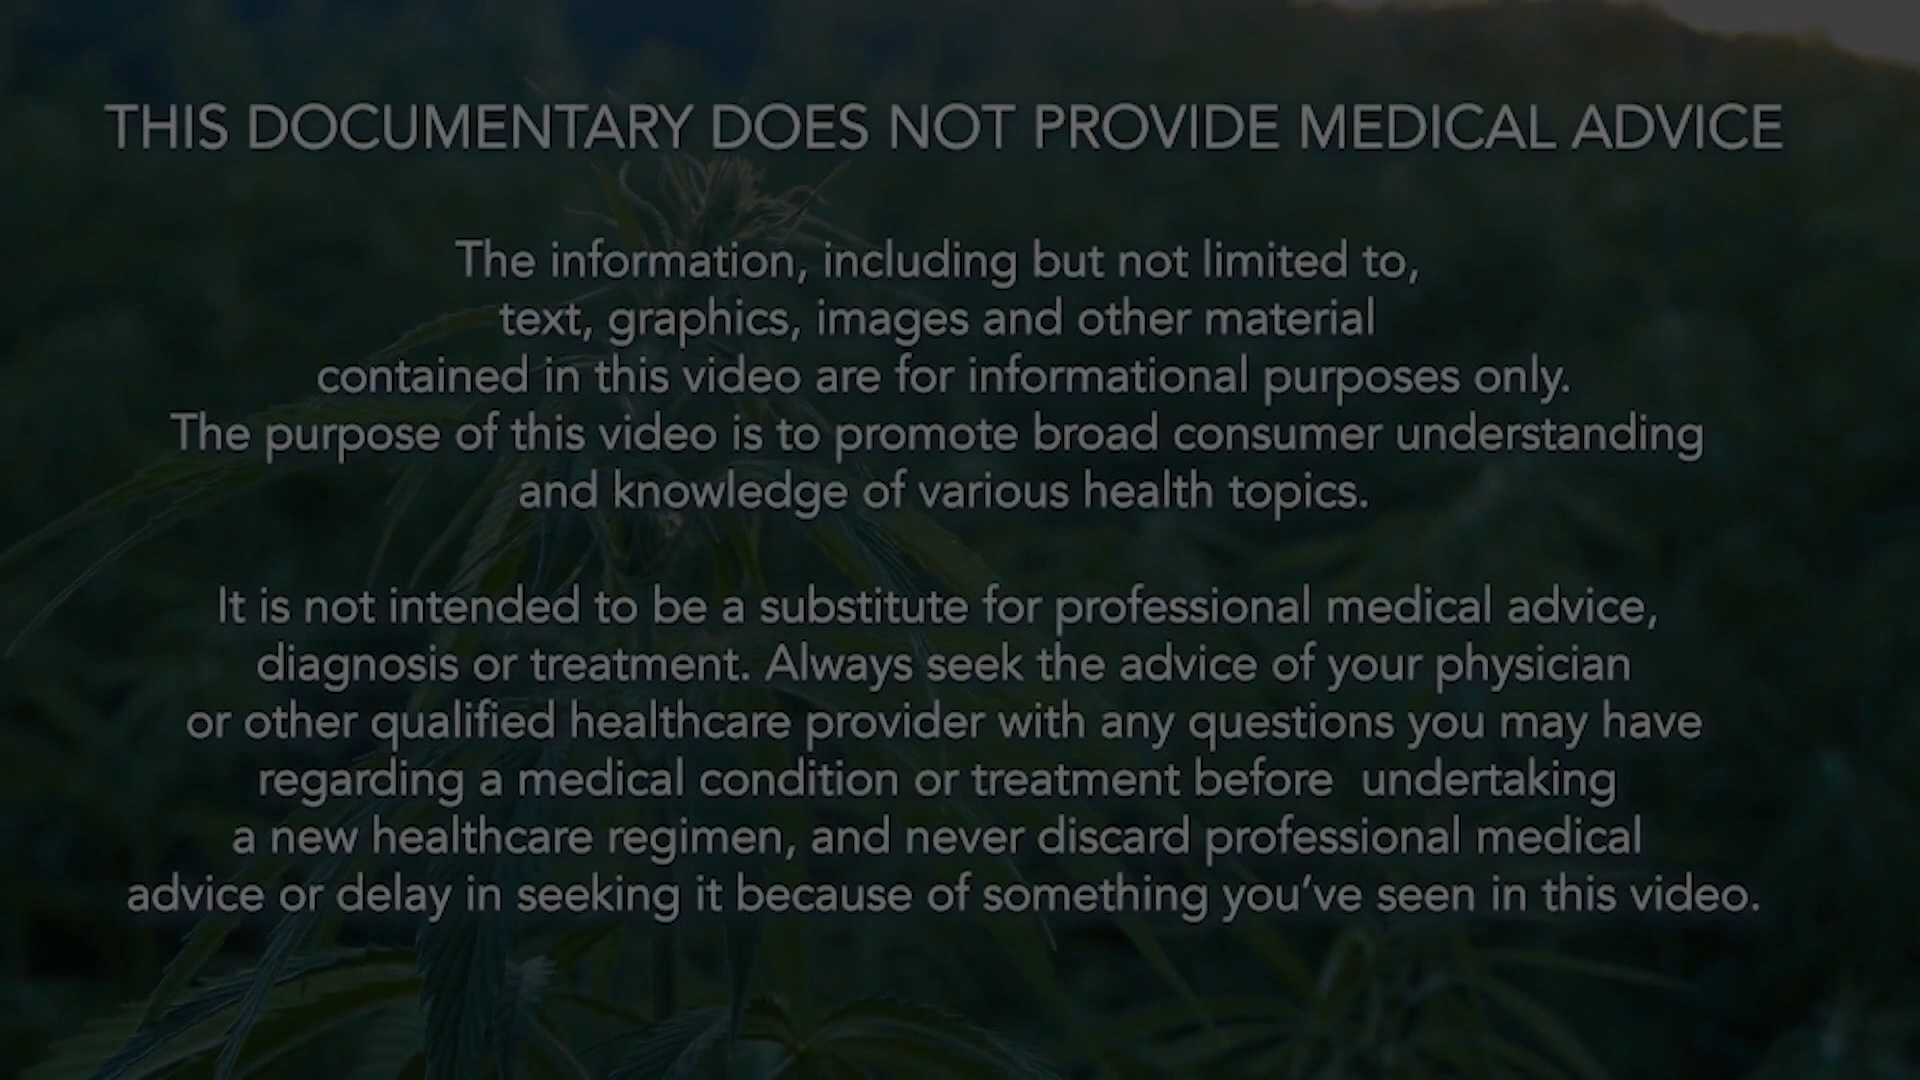 THIS DOCUMENTARY DOES NOT PROVIDE MEDICAL ADVICE
The information, including but not limited to,
text, graphics, images and other material
contained in this video are for informational purposes only.
The purpose of this video is to promote broad consumer understanding
and knowledge of various health topics.
It is not intended to be a substitute for professional medical advice,
diagnosis or treatment. Always seek the advice of your physician
or other qualified healthcare provider with any questions you may have
regarding a medical condition or treatment before  undertaking
a new healthcare regimen, and never discard professional medical
advice or delay in seeking it because of something you’ve seen in this video.